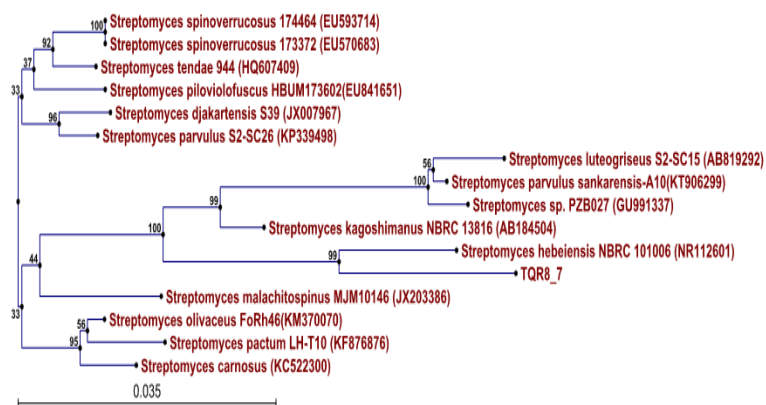 100 Streptomyces spinoverrucosus 174464 (EU593714)
Streptomyces spinoverrucosus 173372 (EU570683)
92
Streptomyces tendae 944 (HQ607409)
37
Streptomyces piloviolofuscus HBUM173602(EU841651)
33
Streptomyces djakartensis S39 (JX007967)
96
Streptomyces parvulus S2-SC26 (KP339498)
Streptomyces luteogriseus S2-SC15 (AB819292)
56
Streptomyces parvulus sankarensis-A10(KT906299)
100
Streptomyces sp. PZB027 (GU991337)
99
Streptomyces kagoshimanus NBRC 13816 (AB184504)
100
Streptomyces hebeiensis NBRC 101006 (NR112601)
99
TQR8_7
44
Streptomyces malachitospinus MJM10146 (JX203386)
33
Streptomyces olivaceus FoRh46(KM370070)
56
Streptomyces pactum LH-T10 (KF876876)
95
Streptomyces carnosus (KC522300)
0.035